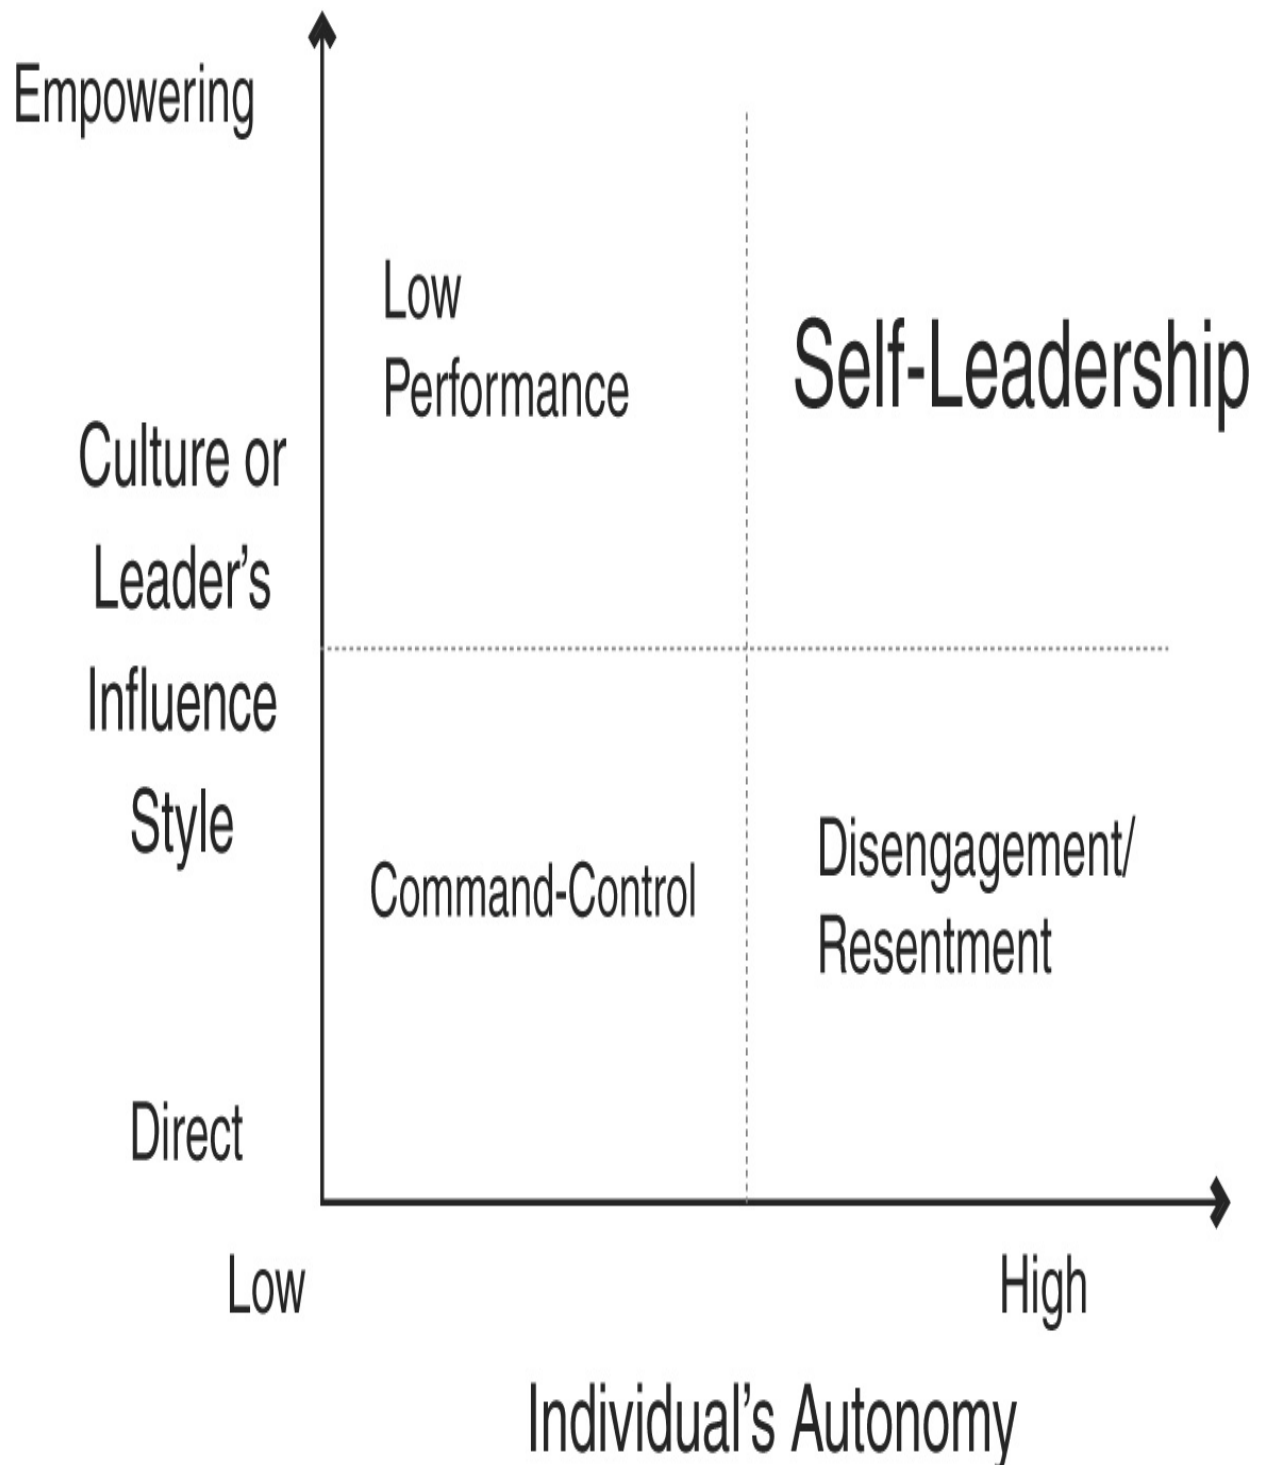 Empowering
Low
Performance
Self-Leadership
Culture or
Leader’s
Influence
Style
Command-Control
Disengagement/
Resentment
Direct
Low
High
Individual’s Autonomy